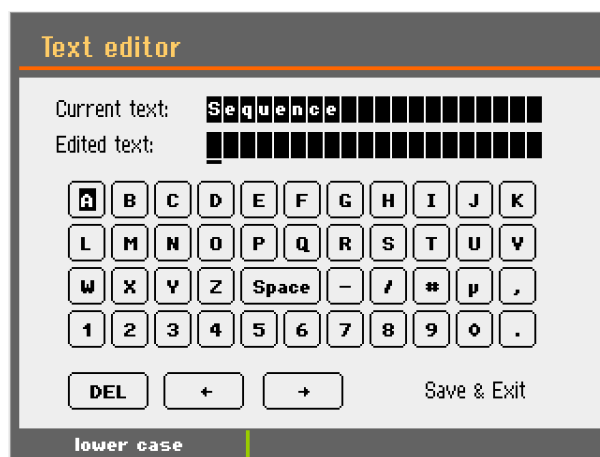 Text editor
Current text: Sequence
Edited text:
A B C D E F G H I J K
L M N O P Q R S T U V
W X Y Z Space - / # µ ,
1 2 3 4 5 6 7 8 9 0 .
DEL ← → Save & Exit
lower case